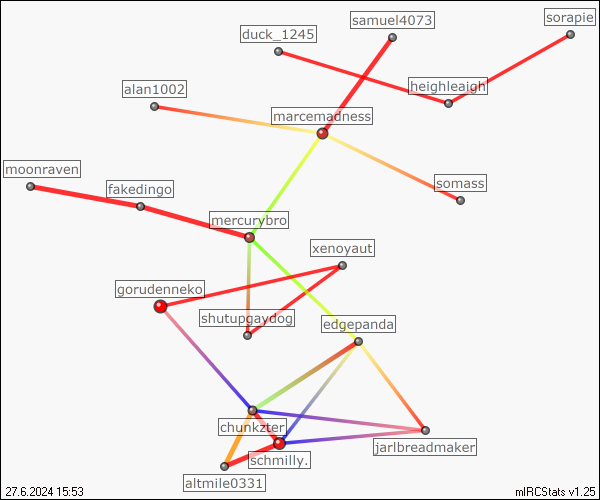 samuel4073
sorapie
duck_1245
heighleaigh
alan1002
marcemadness
moonraven
fakedingo
somass
mercurybro
xenoyaut
gorudenneko
shutupgaydog
edgepanda
chunkzter
jarlbreadmaker
schmilly.
altmile0331
27.6.2024 15:53
mIRCStats v1.25